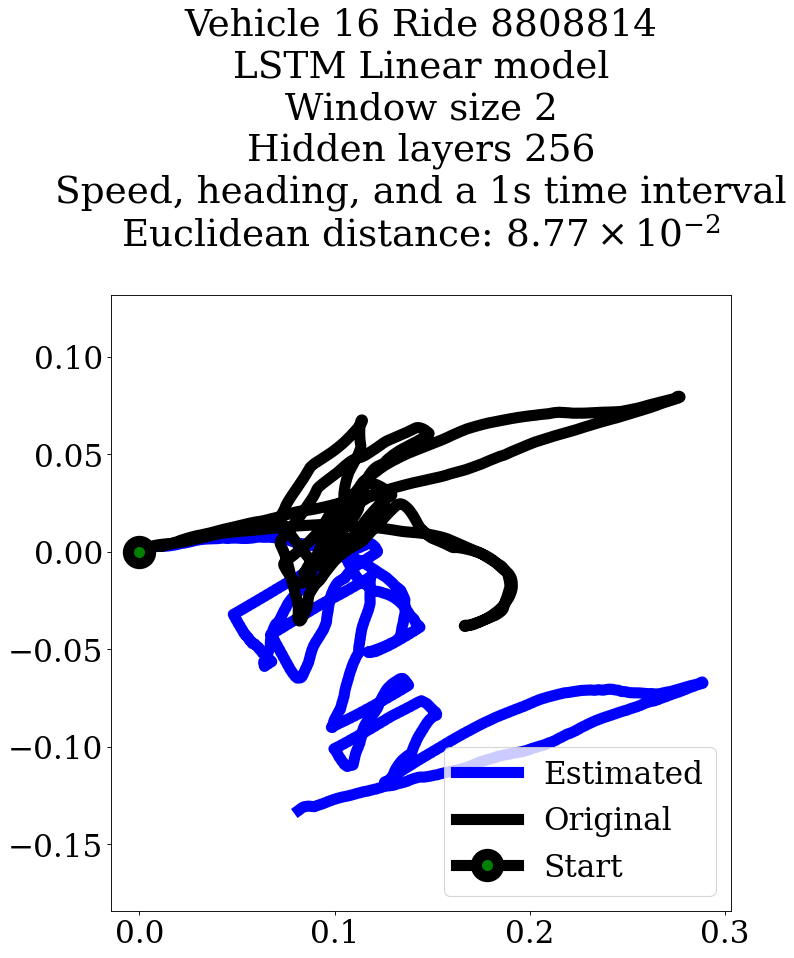 Vehicle 16 Ride 8808814
LSTM Linear model
Window size 2
Hidden layers 256
Speed, heading, and a 1s time interval
Euclidean distance: 8.77 × 10⁻²
0.10
0.05
0.00
−0.05
−0.10
−0.15
Estimated
Original
Start
0.0 0.1 0.2 0.3